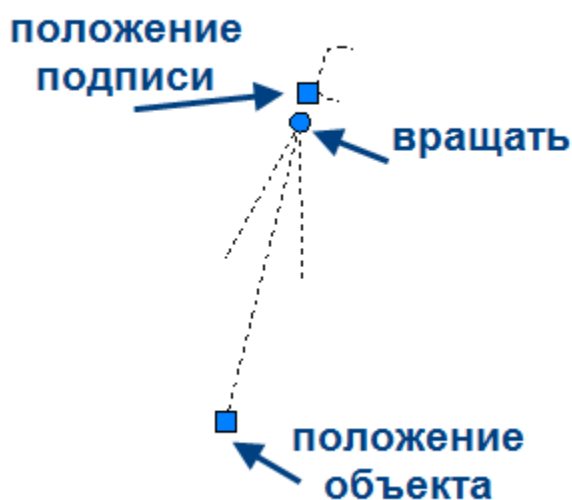 положение
подписи
вращать
положение
объекта